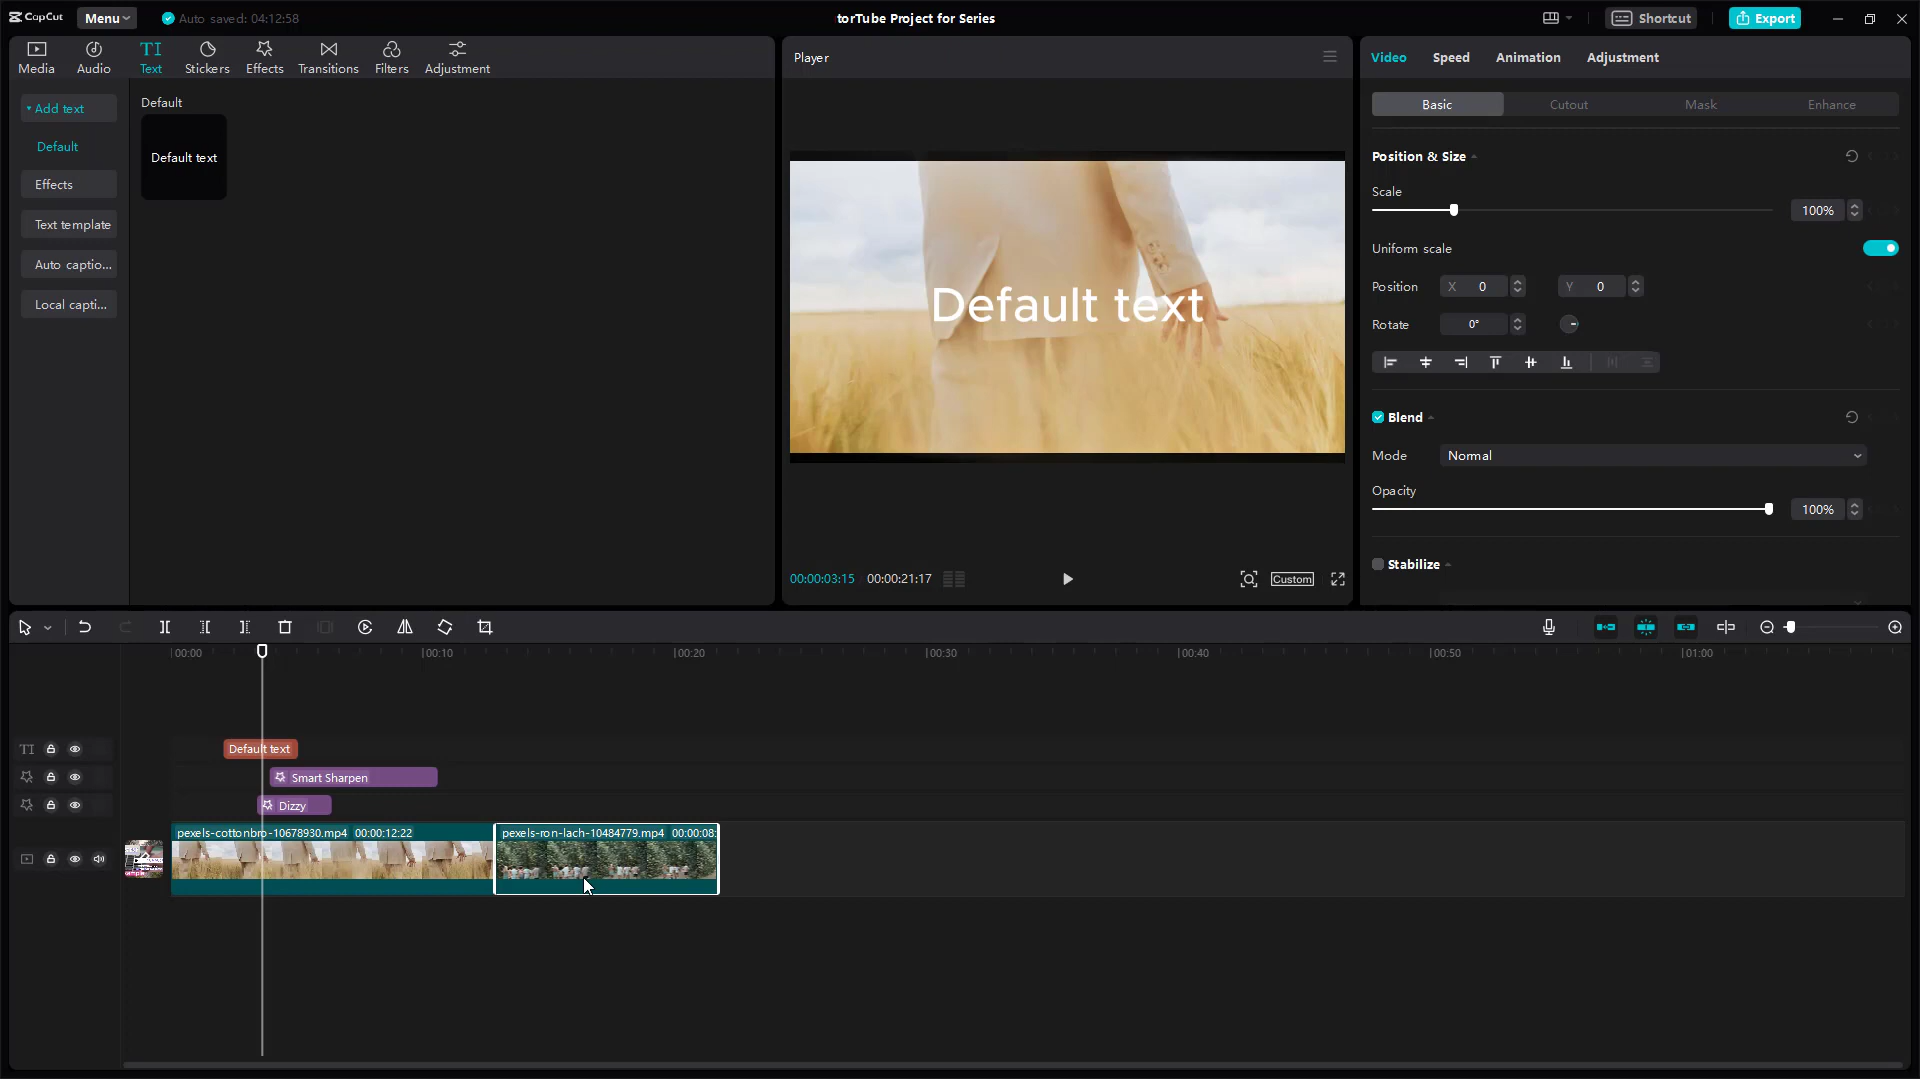 CapCut
Menu
Auto saved: 04:12:58
torTube Project for Series
Shortcut
Export
Media
Audio
TI
Text
Stickers
Effects
Transitions
Filters
Adjustment
Add text
Default
Effects
Text template
Auto captio...
Local capti...
Default
Default text
Player
Default text
00:00:03:15
00:00:21:17
Custom
Video
Speed
Animation
Adjustment
Basic
Cutout
Mask
Enhance
Position & Size
Scale
100%
Uniform scale
Position
X 0
Y 0
Rotate
0°
Blend
Mode
Normal
Opacity
100%
Stabilize
00:00
00:10
00:20
00:30
00:40
00:50
01:00
TI
Default text
Smart Sharpen
Dizzy
pexels-cottonbro-10678930.mp4 00:00:12:22
pexels-ron-lach-10484779.mp4 00:00:08: